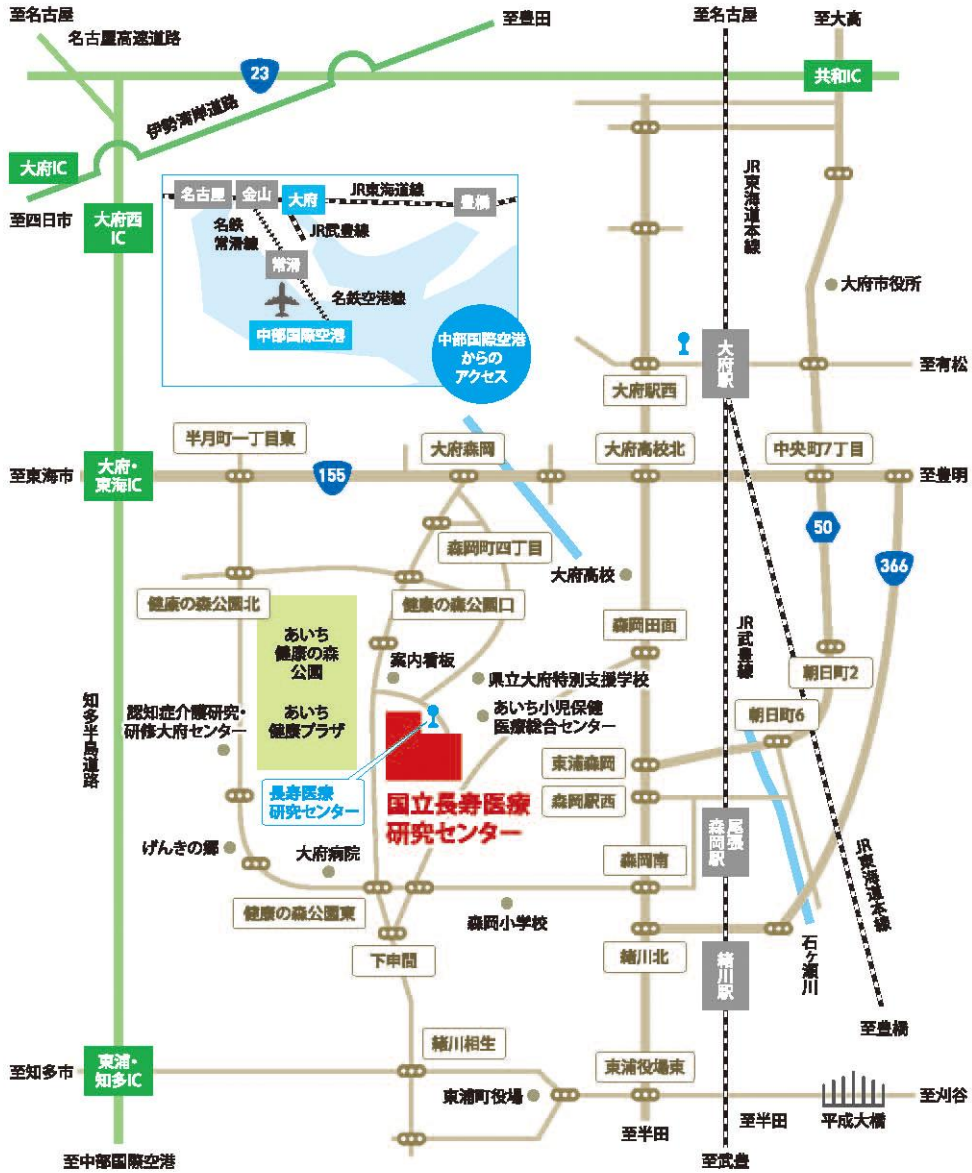 至名古屋
名古屋高速道路
至豊田
至名古屋
至大高
23
共和IC
伊勢湾岸道路
大府IC
至四日市
大府西
IC
名古屋
金山
大府
JR東海道線
豊橋
名鉄
常滑線
JR武豊線
常滑
名鉄空港線
中部国際空港
中部国際空港
からの
アクセス
JR東海道本線
大府市役所
大府駅
至有松
大府駅西
半月町一丁目東
大府森岡
大府高校北
中央町7丁目
至東海市
大府・
東海IC
155
至豊明
50
366
森岡町四丁目
大府高校
健康の森公園北
健康の森公園口
森岡田面
JR武豊線
あいち
健康の森
公園
あいち
健康プラザ
案内看板
県立大府特別支援学校
あいち小児保健
医療総合センター
朝日町2
朝日町6
認知症介護研究・
研修大府センター
知多半島道路
長寿医療
研究センター
国立長寿医療
研究センター
東浦森岡
森岡駅西
尾張
森岡駅
げんきの郷
大府病院
森岡南
JR東海道本線
健康の森公園東
森岡小学校
下申間
緒川北
緒川駅
石ヶ瀬川
至豊橋
緒川相生
至知多市
東浦・
知多IC
東浦町役場
東浦役場東
至刈谷
平成大橋
至半田
至半田
至中部国際空港
至武豊